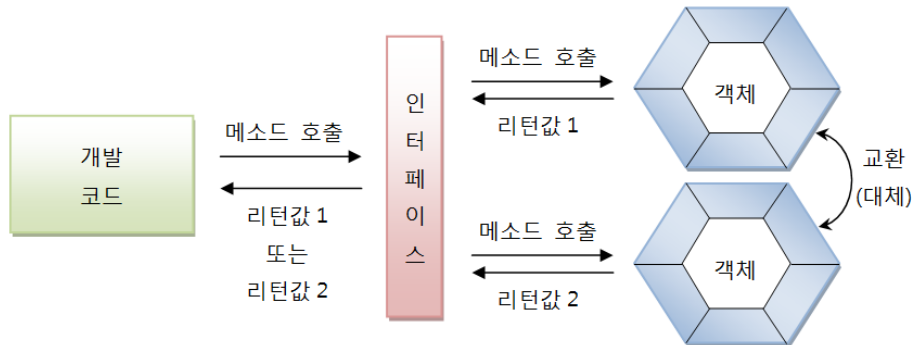 개발
코드
메소드 호출
리턴값 1
또는
리턴값 2
인
터
페
이
스
메소드 호출
리턴값 1
객체
메소드 호출
리턴값 2
객체
교환
(대체)